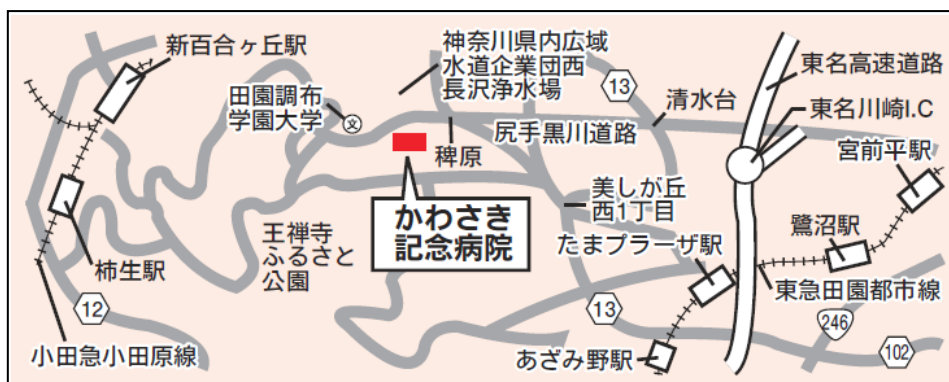 新百合ヶ丘駅
神奈川県内広域
水道企業団西
長沢浄水場
13
東名高速道路
田園調布
学園大学
文
清水台
東名川崎I.C
稗原
尻手黒川道路
宮前平駅
かわさき
記念病院
美しが丘
西1丁目
王禅寺
ふるさと
公園
鷺沼駅
たまプラーザ駅
柿生駅
12
13
東急田園都市線
246
小田急小田原線
あざみ野駅
102